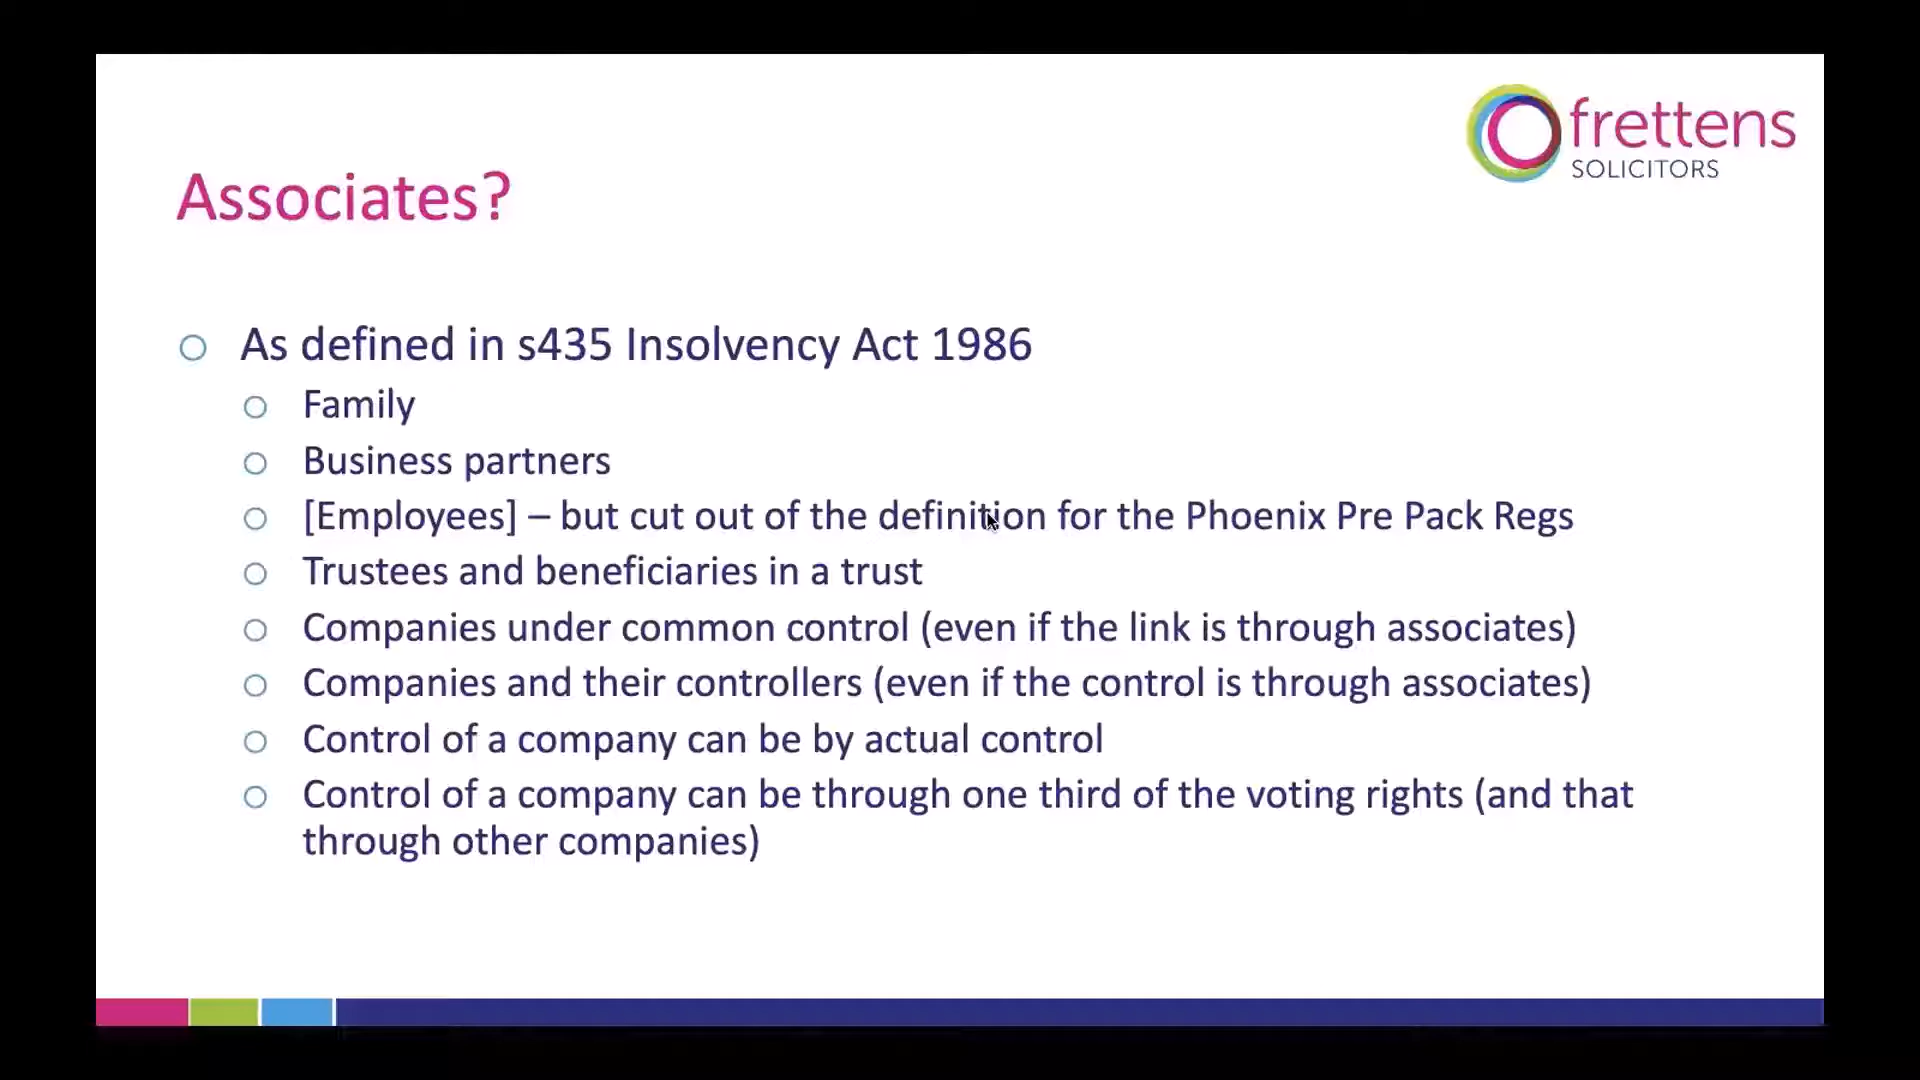 frettens
SOLICITORS
Associates?
As defined in s435 Insolvency Act 1986
Family
Business partners
[Employees] – but cut out of the definition for the Phoenix Pre Pack Regs
Trustees and beneficiaries in a trust
Companies under common control (even if the link is through associates)
Companies and their controllers (even if the control is through associates)
Control of a company can be by actual control
Control of a company can be through one third of the voting rights (and that
through other companies)